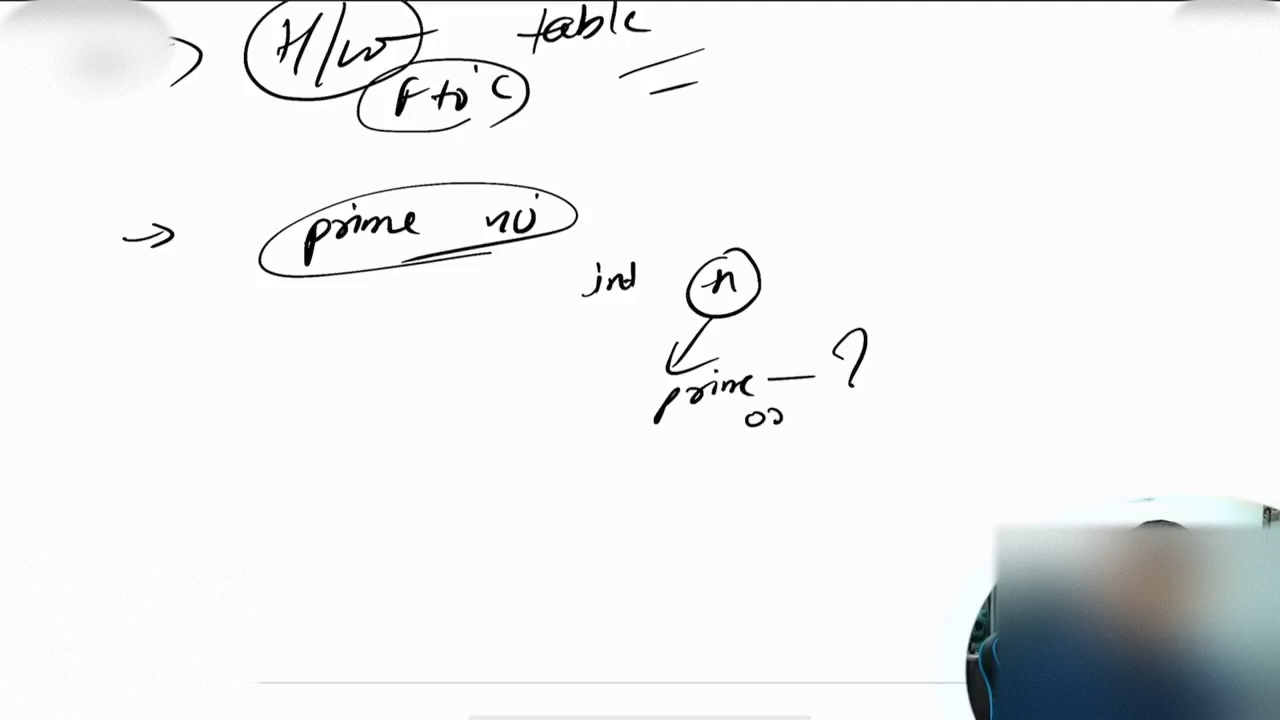 H/w table
F to °C
→ prime no
int n
prime — ?
or